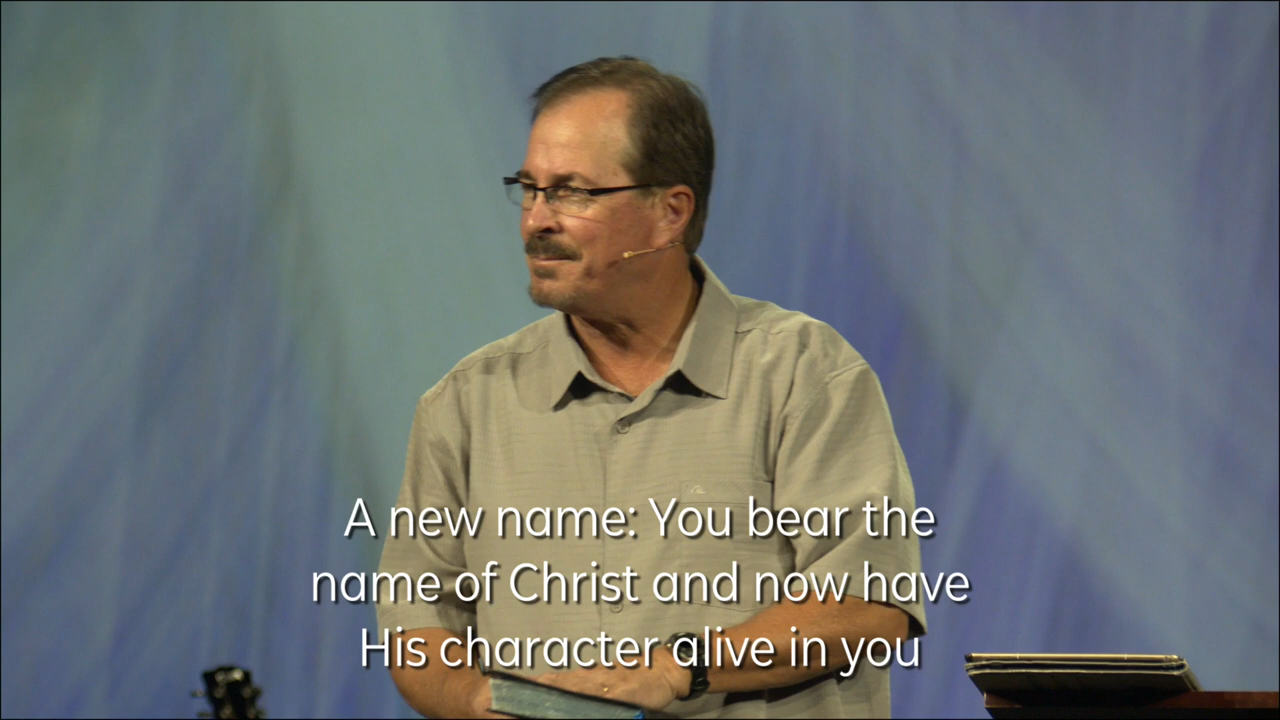 A new name: You bear the
name of Christ and now have
His character alive in you